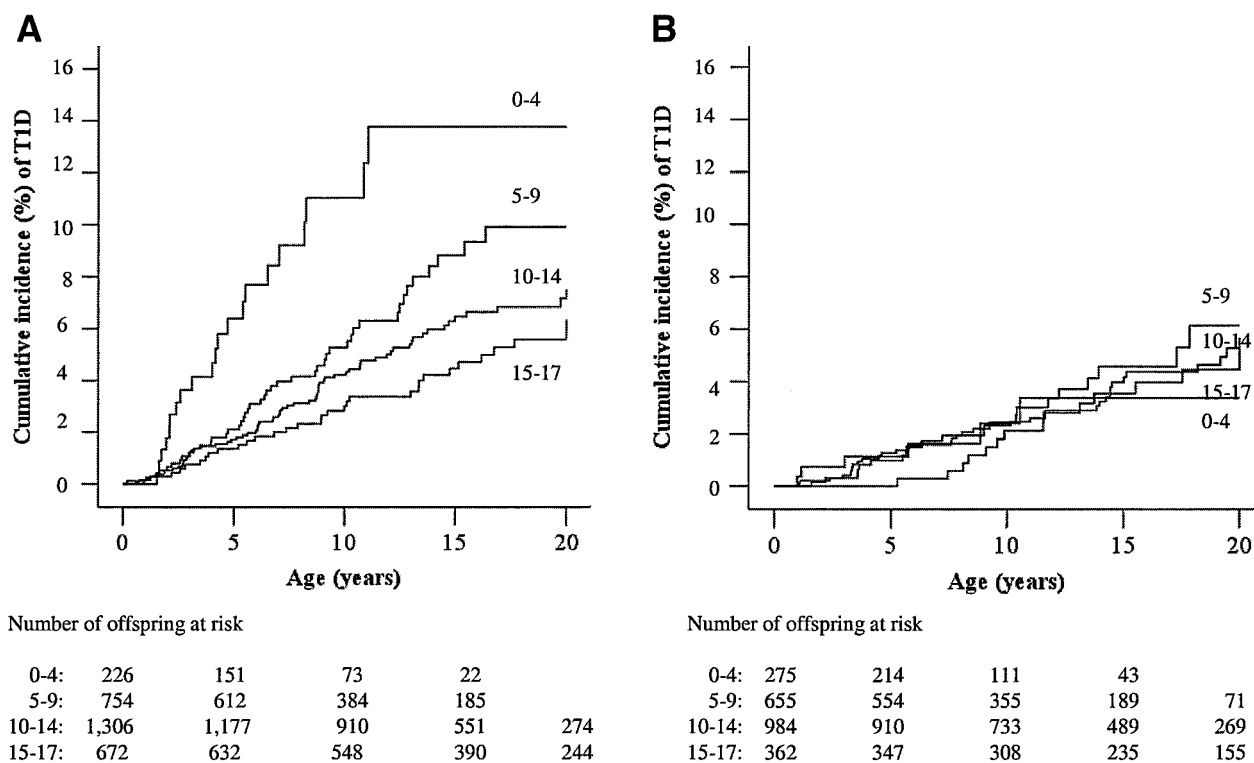 A
Cumulative incidence (%) of T1D
16
14
12
10
8
6
4
2
0
0-4
5-9
10-14
15-17
0 5 10 15 20
Age (years)
Number of offspring at risk
0-4: 226 151 73 22
5-9: 754 612 384 185
10-14: 1,306 1,177 910 551 274
15-17: 672 632 548 390 244
B
Cumulative incidence (%) of T1D
16
14
12
10
8
6
4
2
0
5-9
10-14
15-17
0-4
0 5 10 15 20
Age (years)
Number of offspring at risk
0-4: 275 214 111 43
5-9: 655 554 355 189 71
10-14: 984 910 733 489 269
15-17: 362 347 308 235 155